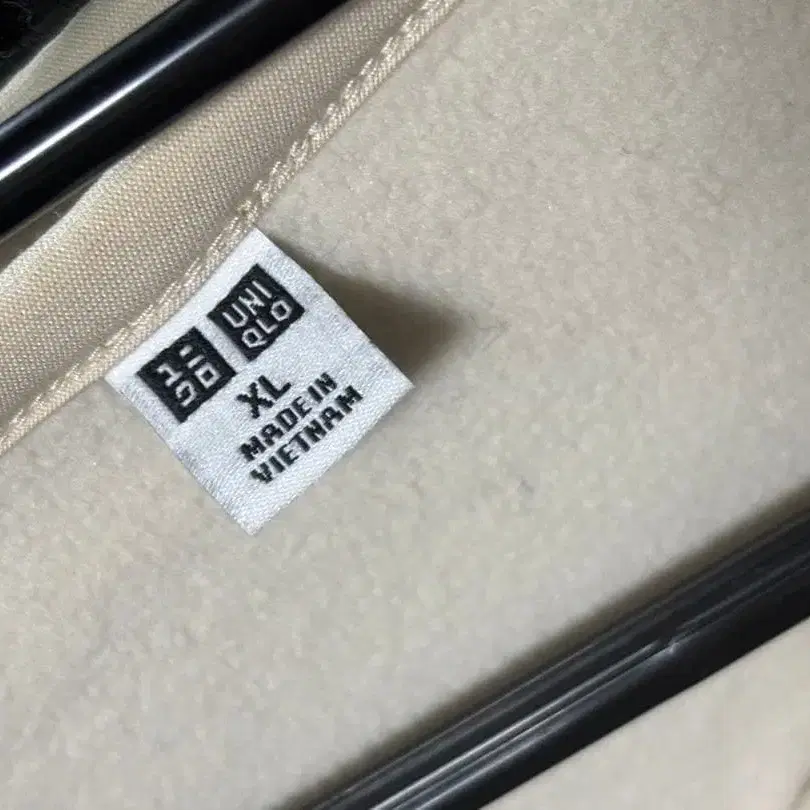 ユニ
クロ
UNI
QLO
XL
MADE IN
VIETNAM